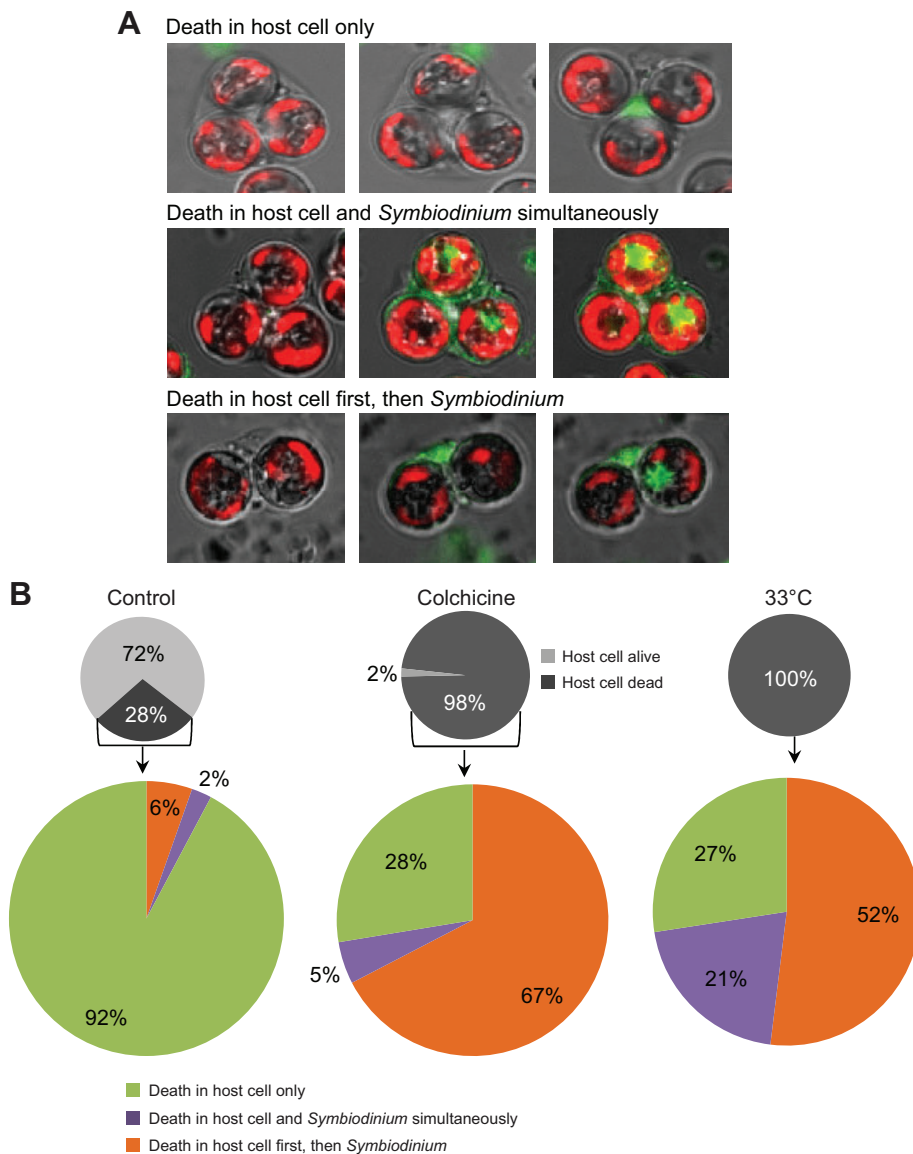 A
Death in host cell only
Death in host cell and Symbiodinium simultaneously
Death in host cell first, then Symbiodinium
B
Control
Colchicine
33°C
72%
28%
2%
98%
Host cell alive
Host cell dead
100%
6%
2%
92%
28%
5%
67%
27%
21%
52%
Death in host cell only
Death in host cell and Symbiodinium simultaneously
Death in host cell first, then Symbiodinium